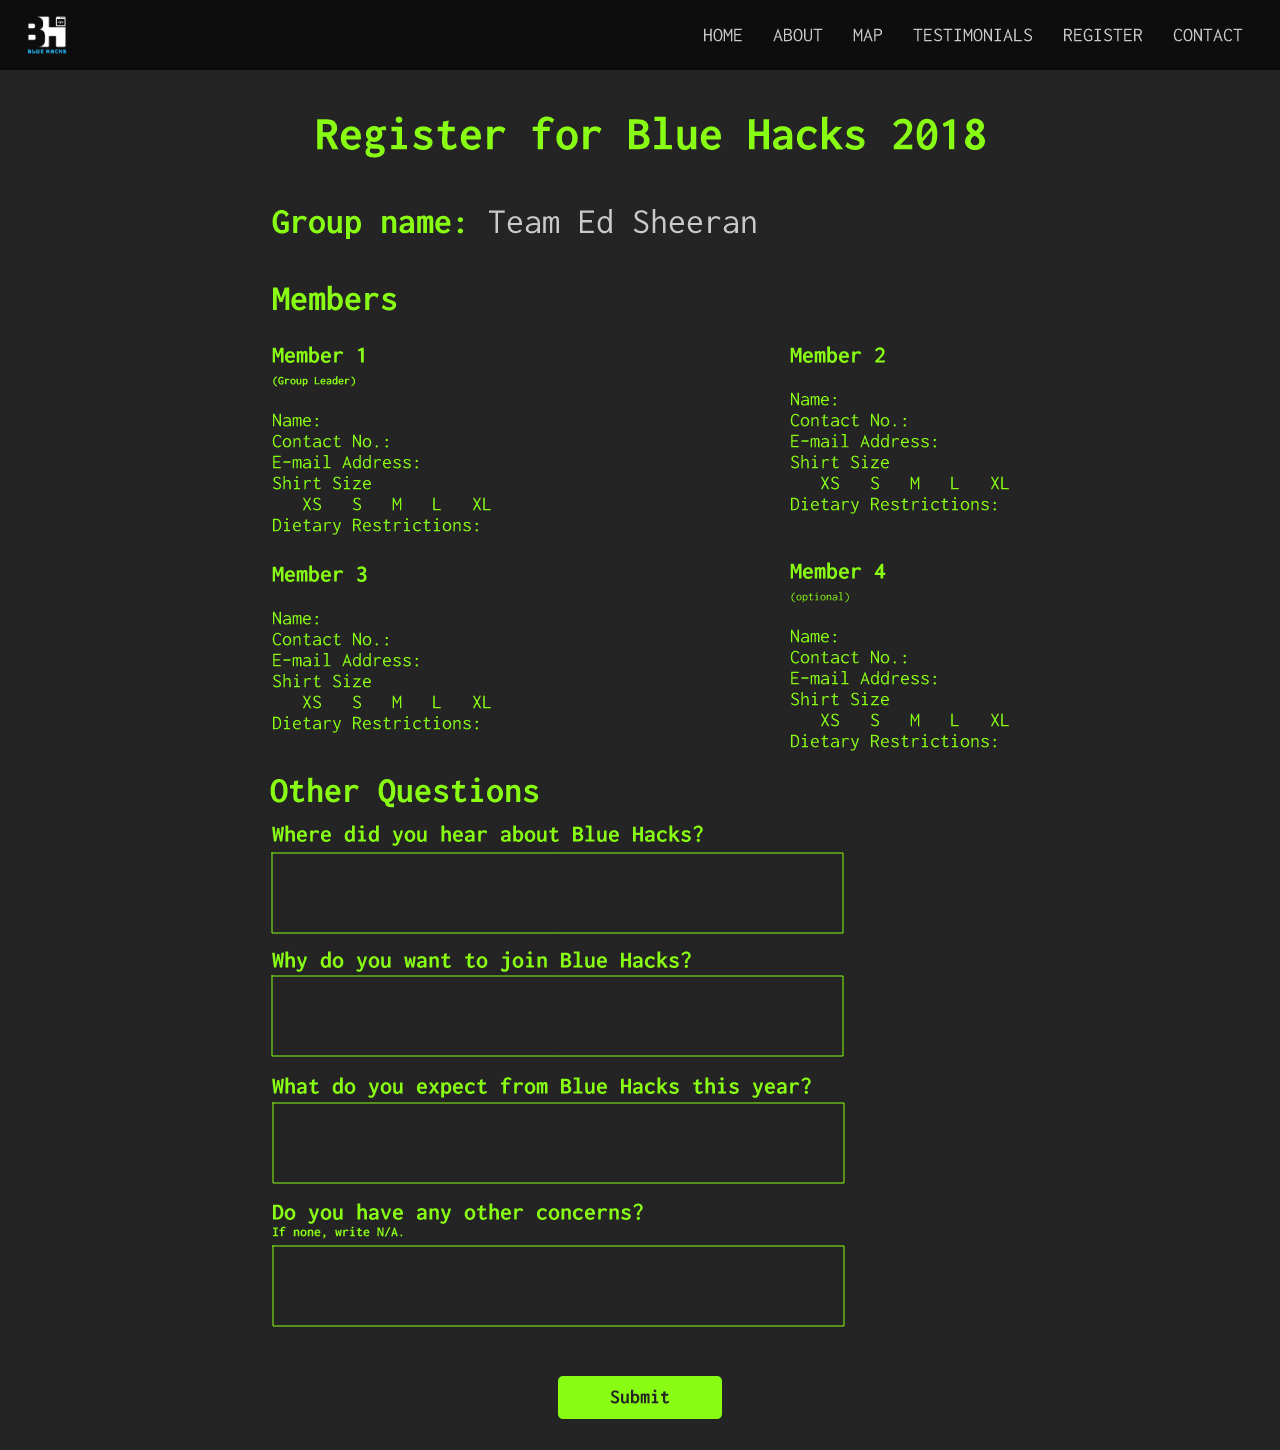 BH
BLUE HACKS
HOME ABOUT MAP TESTIMONIALS REGISTER CONTACT
Register for Blue Hacks 2018
Group name: Team Ed Sheeran
Members
Member 1
(Group Leader)
Name:
Contact No.:
E-mail Address:
Shirt Size
XS S M L XL
Dietary Restrictions:
Member 2
Name:
Contact No.:
E-mail Address:
Shirt Size
XS S M L XL
Dietary Restrictions:
Member 3
Name:
Contact No.:
E-mail Address:
Shirt Size
XS S M L XL
Dietary Restrictions:
Member 4
(optional)
Name:
Contact No.:
E-mail Address:
Shirt Size
XS S M L XL
Dietary Restrictions:
Other Questions
Where did you hear about Blue Hacks?
Why do you want to join Blue Hacks?
What do you expect from Blue Hacks this year?
Do you have any other concerns?
If none, write N/A.
Submit